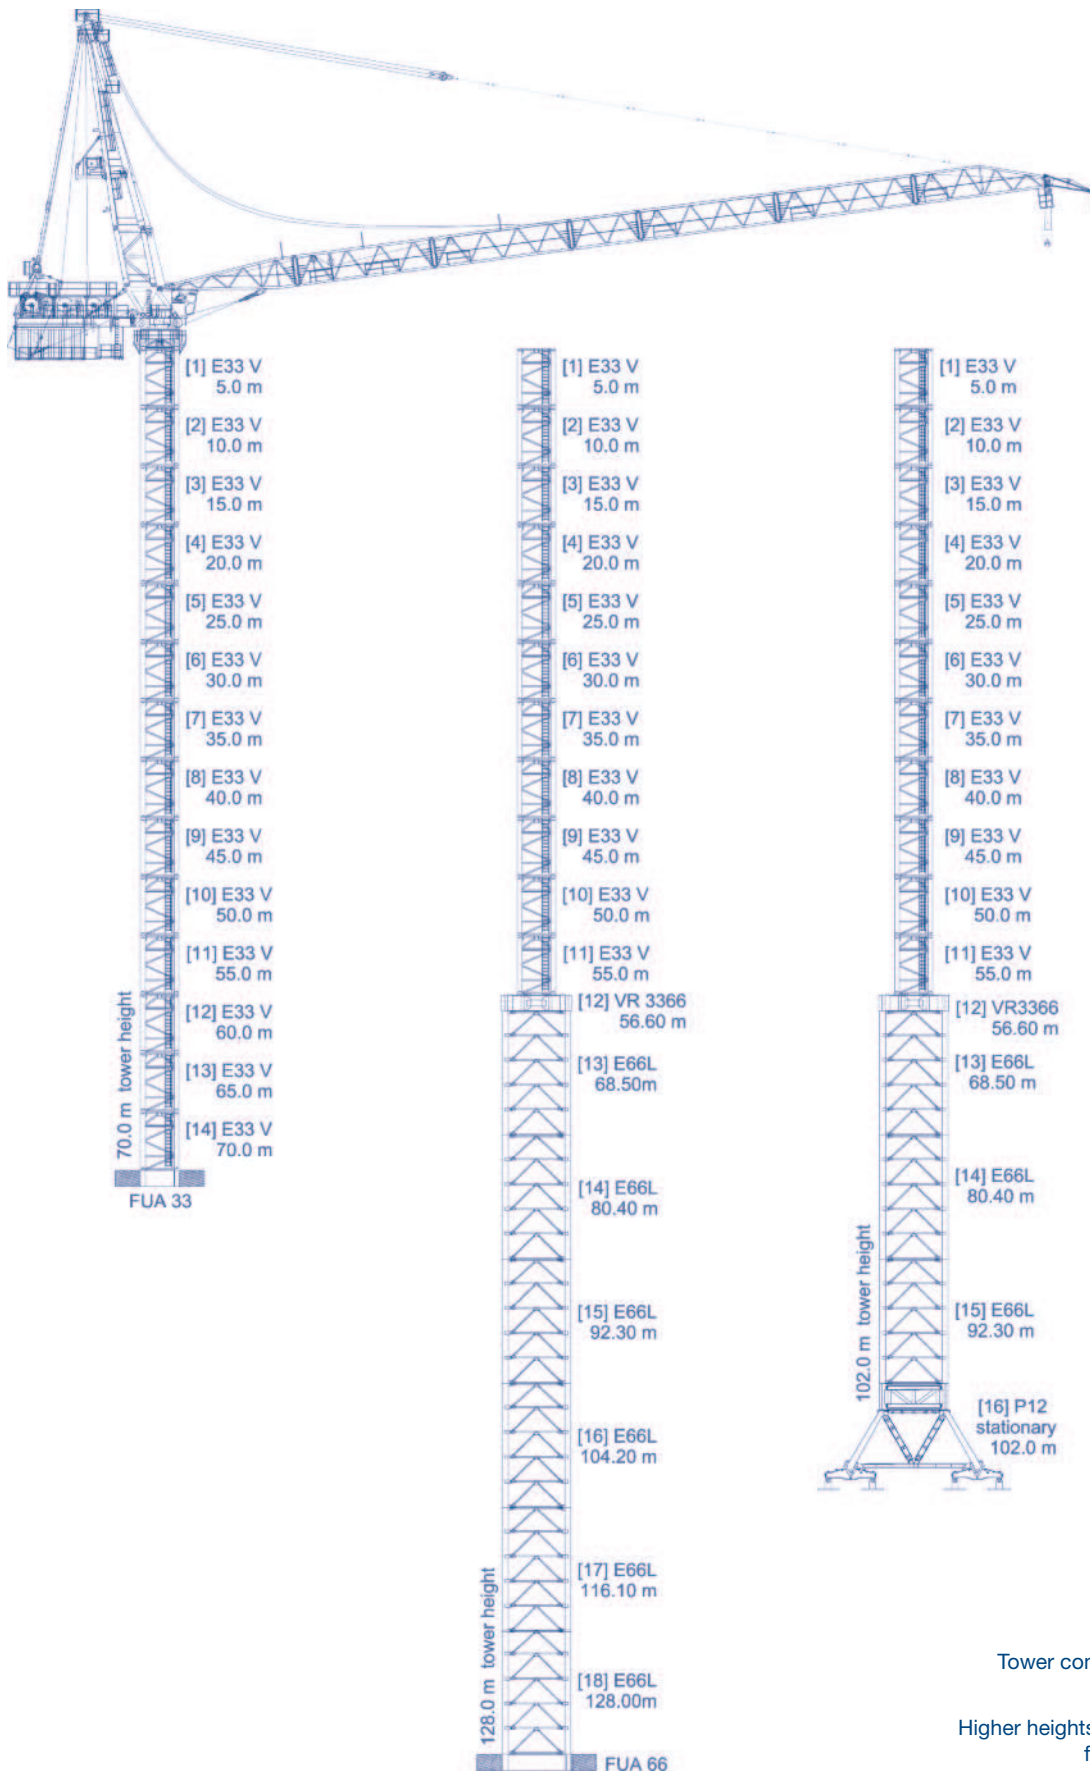 [1] E33 V
5.0 m
[2] E33 V
10.0 m
[3] E33 V
15.0 m
[4] E33 V
20.0 m
[5] E33 V
25.0 m
[6] E33 V
30.0 m
[7] E33 V
35.0 m
[8] E33 V
40.0 m
[9] E33 V
45.0 m
[10] E33 V
50.0 m
[11] E33 V
55.0 m
[12] E33 V
60.0 m
[13] E33 V
65.0 m
[14] E33 V
70.0 m
70.0 m tower height
FUA 33
[1] E33 V
5.0 m
[2] E33 V
10.0 m
[3] E33 V
15.0 m
[4] E33 V
20.0 m
[5] E33 V
25.0 m
[6] E33 V
30.0 m
[7] E33 V
35.0 m
[8] E33 V
40.0 m
[9] E33 V
45.0 m
[10] E33 V
50.0 m
[11] E33 V
55.0 m
[12] VR 3366
56.60 m
[13] E66L
68.50m
[14] E66L
80.40 m
[15] E66L
92.30 m
[16] E66L
104.20 m
[17] E66L
116.10 m
[18] E66L
128.00m
128.0 m tower height
FUA 66
[1] E33 V
5.0 m
[2] E33 V
10.0 m
[3] E33 V
15.0 m
[4] E33 V
20.0 m
[5] E33 V
25.0 m
[6] E33 V
30.0 m
[7] E33 V
35.0 m
[8] E33 V
40.0 m
[9] E33 V
45.0 m
[10] E33 V
50.0 m
[11] E33 V
55.0 m
[12] VR3366
56.60 m
[13] E66L
68.50 m
[14] E66L
80.40 m
[15] E66L
92.30 m
[16] P12
stationary
102.0 m
102.0 m tower height
Tower cor
Higher heights
f